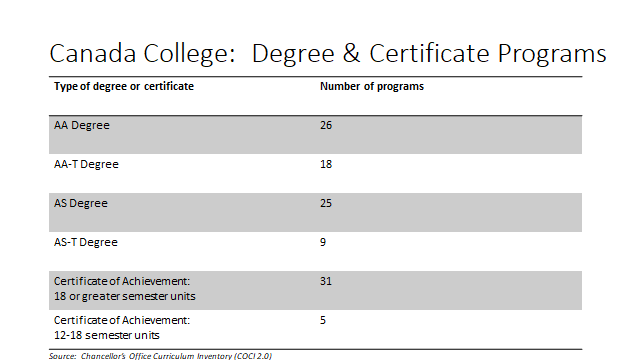 Canada College:  Degree & Certificate Programs
Type of degree or certificate Number of programs
AA Degree 26
AA-T Degree 18
AS Degree 25
AS-T Degree 9
Certificate of Achievement: 31
18 or greater semester units
Certificate of Achievement: 5
12-18 semester units
Source:  Chancellor's Office Curriculum Inventory (COCI 2.0)